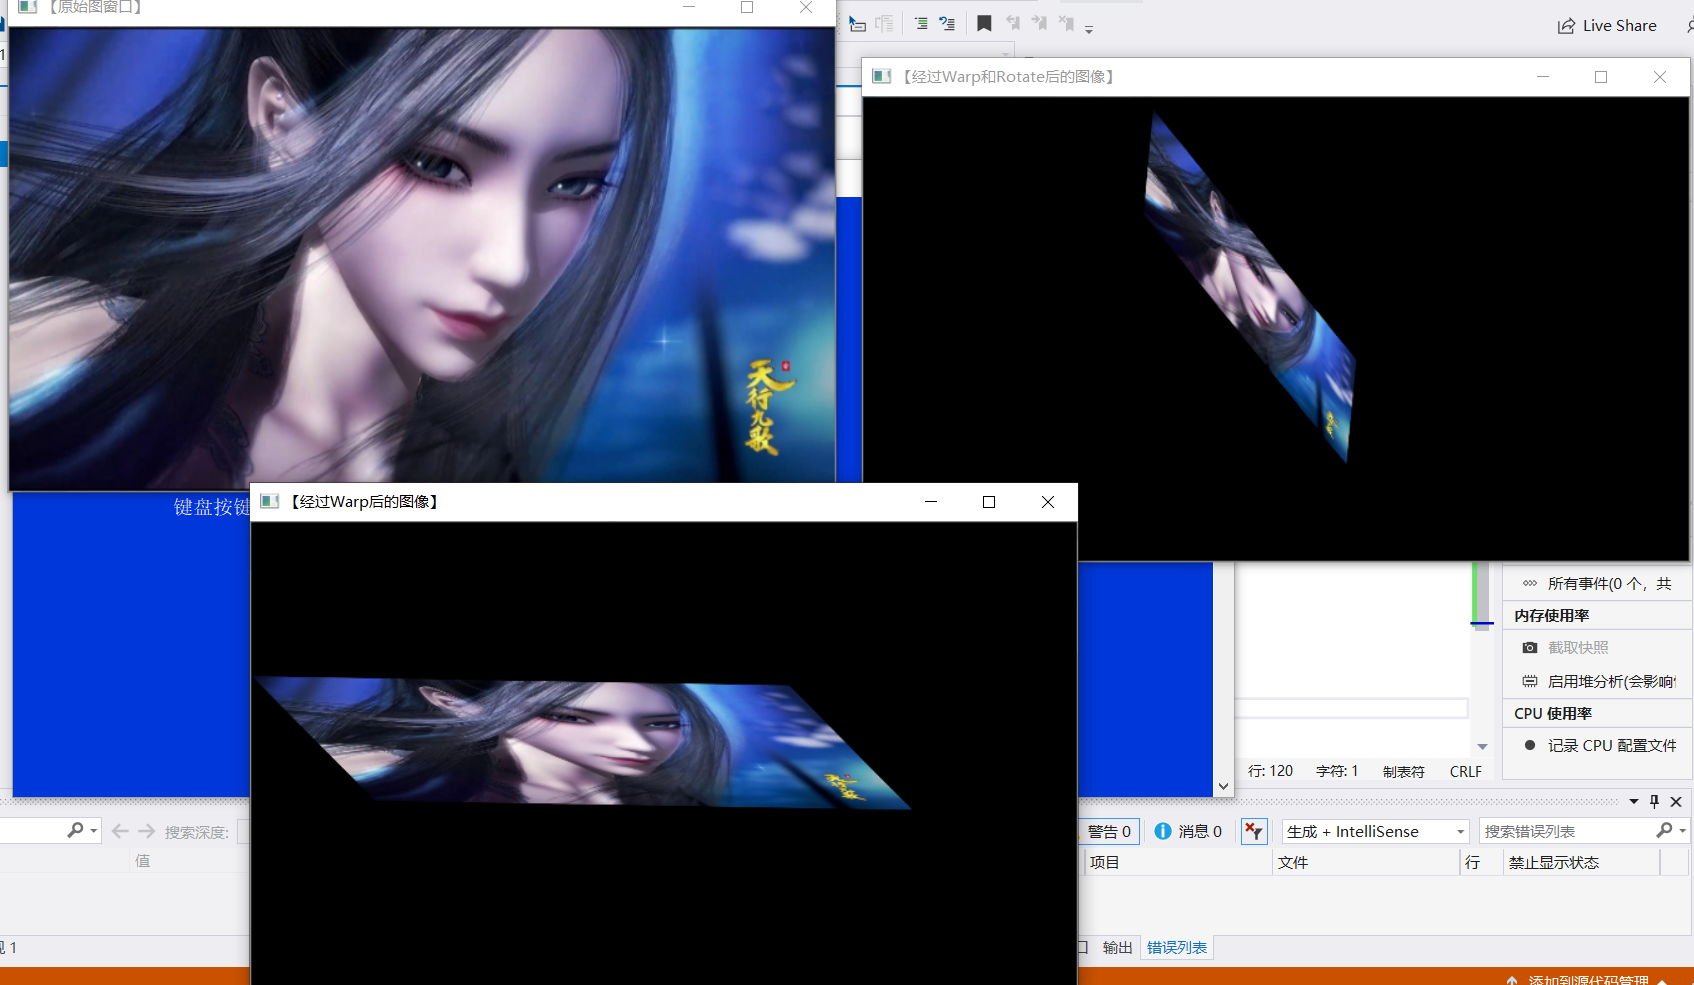 【原始图窗口】
Live Share
【经过Warp和Rotate后的图像】
天行九歌
键盘按键
【经过Warp后的图像】
所有事件(0 个，共
内存使用率
截取快照
启用堆分析(会影响
CPU 使用率
记录 CPU 配置文件
行: 120 字符: 1 制表符 CRLF
搜索深度:
警告 0 消息 0 生成 + IntelliSense 搜索错误列表
值
项目 文件 行 禁止显示状态
1
输出 错误列表
添加到源代码管理